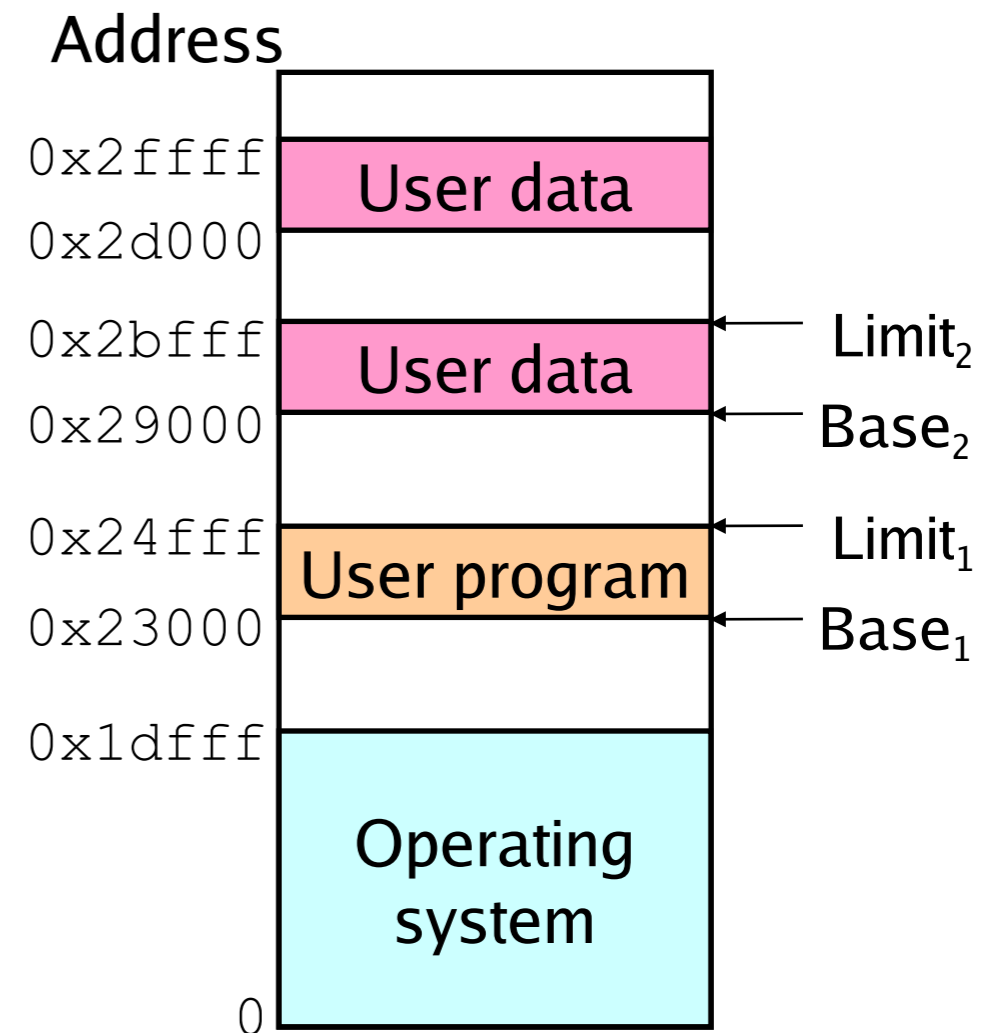 Address
0x2ffff
User data
0x2d000
0x2bfff
User data
Limit₂
0x29000
Base₂
0x24fff
User program
Limit₁
0x23000
Base₁
0x1dfff
Operating
system
0